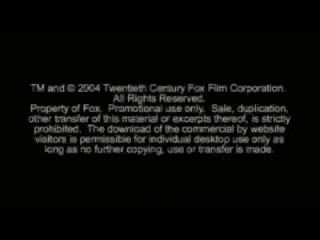 TM and © 2004 Twentieth Century Fox Film Corporation.
All Rights Reserved.
Property of Fox. Promotional use only. Sale, duplication,
other transfer of this material or excerpts thereof, is strictly
prohibited. The download of the commercial by website
visitors is permissible for individual desktop use only as
long as no further copying, use or transfer is made.